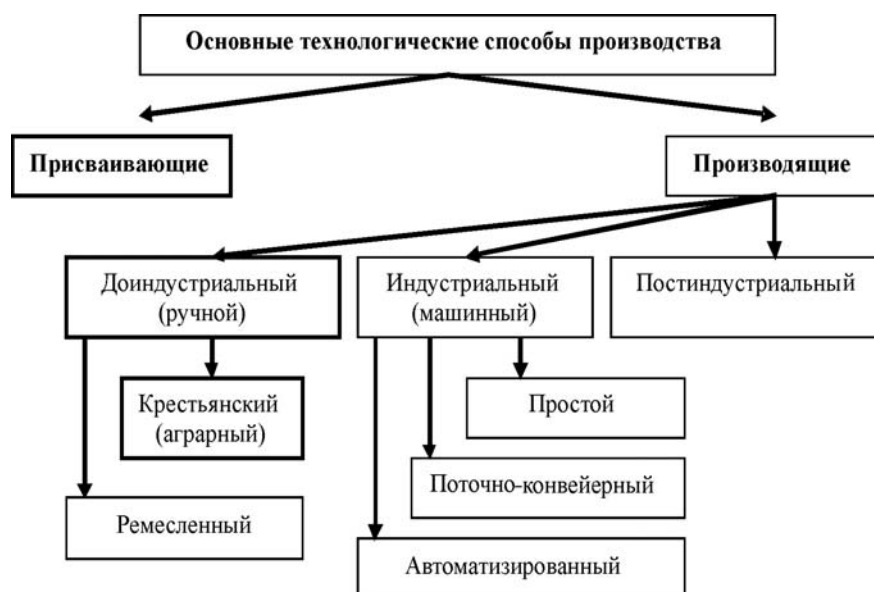 Основные технологические способы производства
Присваивающие
Производящие
Доиндустриальный
(ручной)
Индустриальный
(машинный)
Постиндустриальный
Крестьянский
(аграрный)
Простой
Поточно-конвейерный
Ремесленный
Автоматизированный